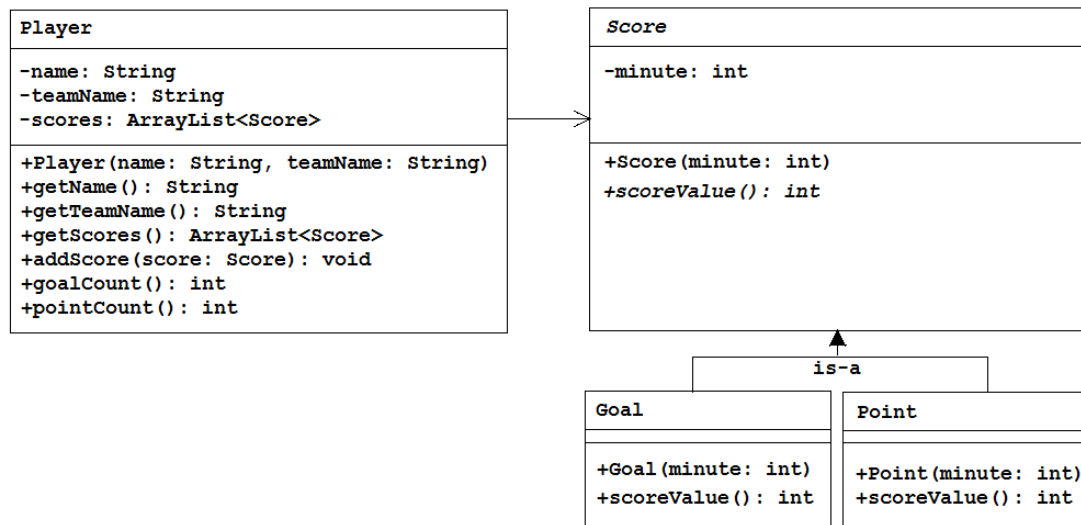 Player
-name: String
-teamName: String
-scores: ArrayList<Score>
+Player(name: String, teamName: String)
+getName(): String
+getTeamName(): String
+getScores(): ArrayList<Score>
+addScore(score: Score): void
+goalCount(): int
+pointCount(): int
Score
-minute: int
+Score(minute: int)
+scoreValue(): int
is-a
Goal
+Goal(minute: int)
+scoreValue(): int
Point
+Point(minute: int)
+scoreValue(): int